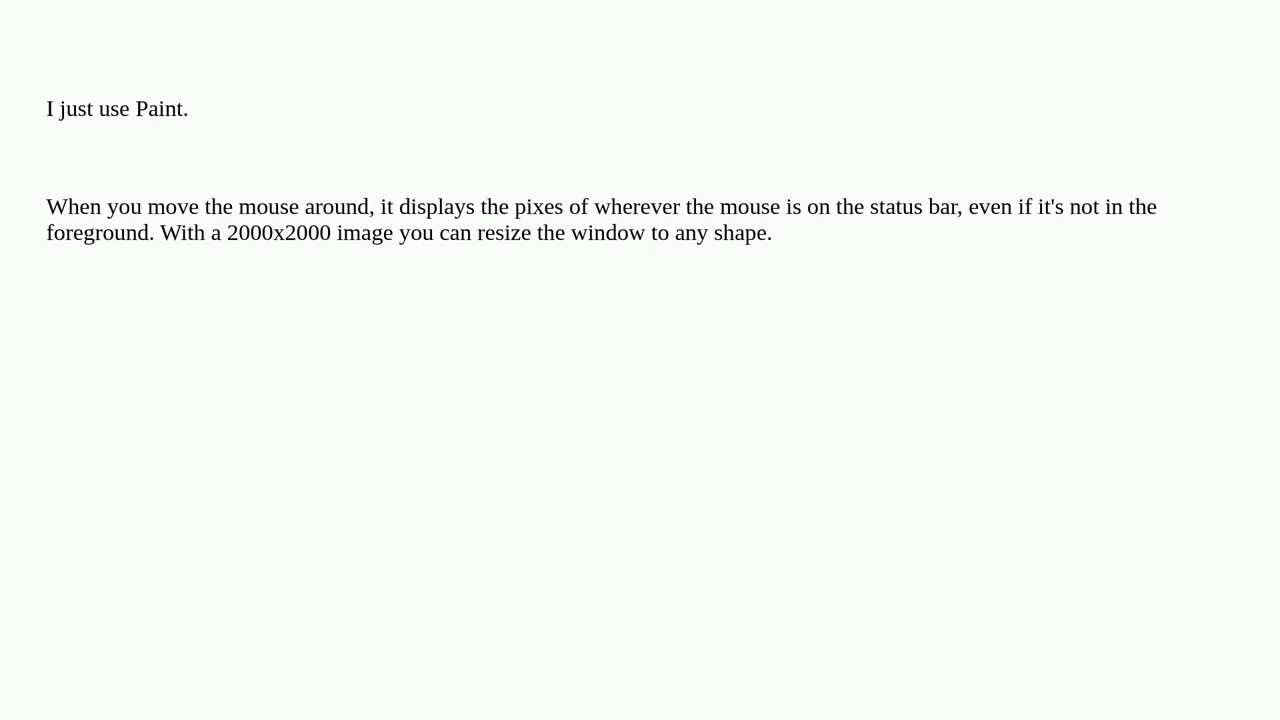 I just use Paint.
When you move the mouse around, it displays the pixes of wherever the mouse is on the status bar, even if it's not in the
foreground. With a 2000x2000 image you can resize the window to any shape.